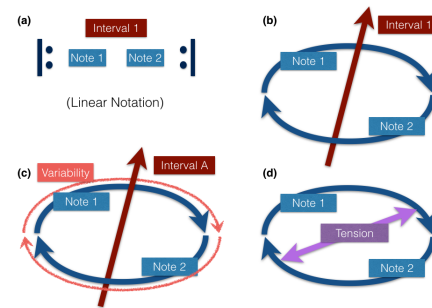 (a)
Interval 1
Note 1
Note 2
(Linear Notation)
(b)
Interval 1
Note 1
Note 2
(c)
Variability
Interval A
Note 1
Note 2
(d)
Note 1
Tension
Note 2